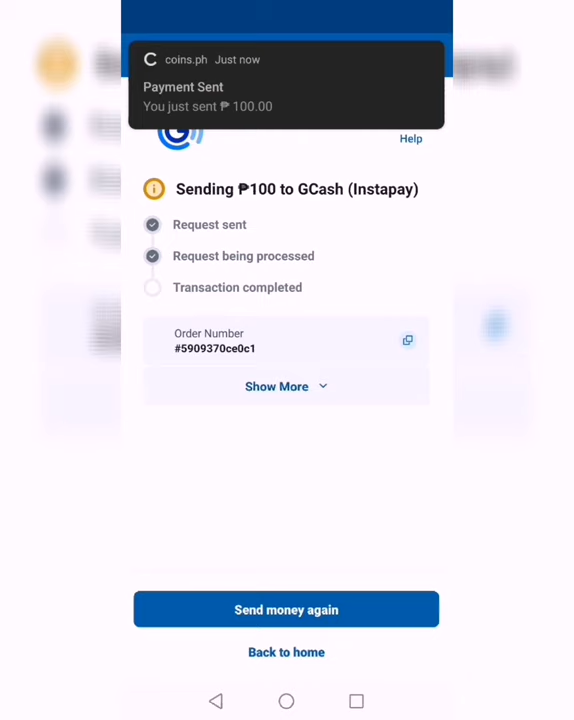 coins.ph Just now
Payment Sent
You just sent ₱ 100.00
Help
Sending ₱100 to GCash (Instapay)
Request sent
Request being processed
Transaction completed
Order Number
#5909370ce0c1
Show More
Send money again
Back to home